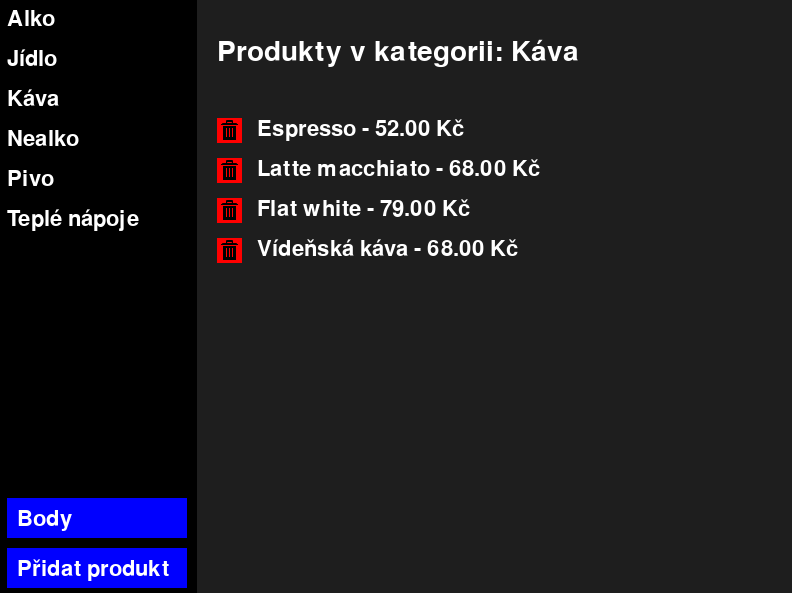 Alko
Jídlo
Káva
Nealko
Pivo
Teplé nápoje
Body
Přidat produkt
Produkty v kategorii: Káva
Espresso - 52.00 Kč
Latte macchiato - 68.00 Kč
Flat white - 79.00 Kč
Vídeňská káva - 68.00 Kč